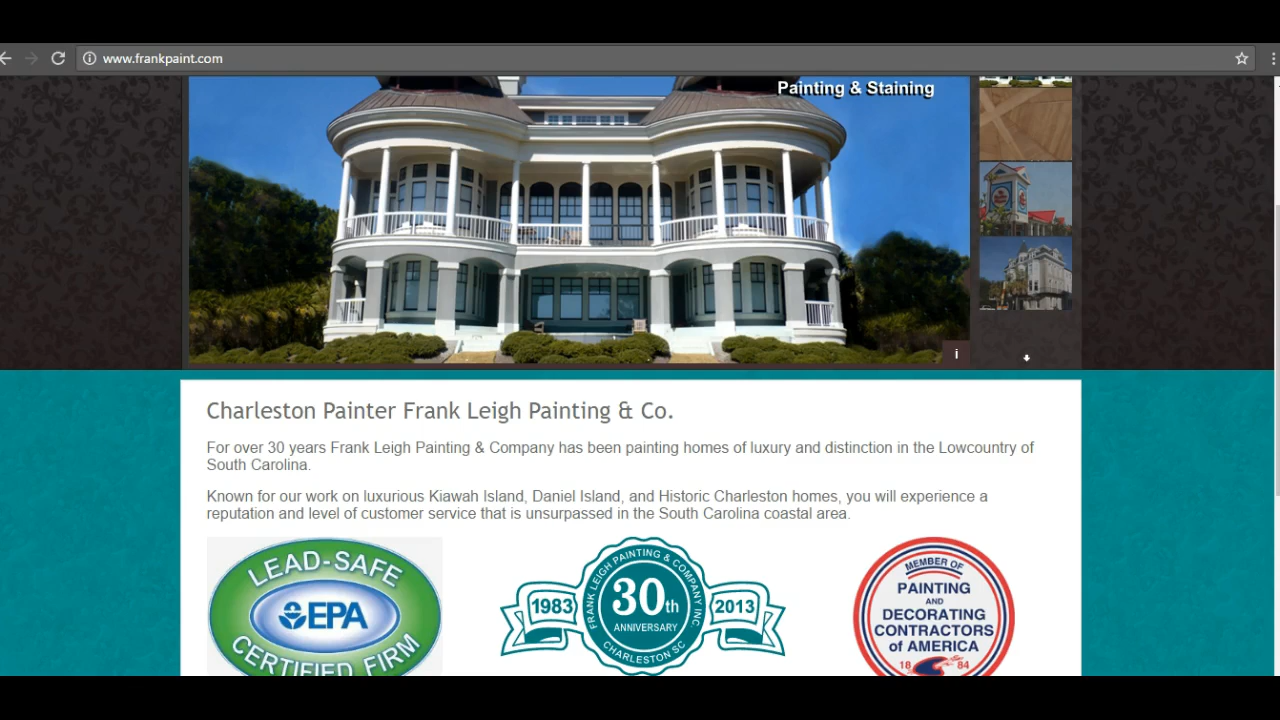 www.frankpaint.com
Painting & Staining
i
Charleston Painter Frank Leigh Painting & Co.
For over 30 years Frank Leigh Painting & Company has been painting homes of luxury and distinction in the Lowcountry of
South Carolina.
Known for our work on luxurious Kiawah Island, Daniel Island, and Historic Charleston homes, you will experience a
reputation and level of customer service that is unsurpassed in the South Carolina coastal area.
LEAD-SAFE
EPA
CERTIFIED FIRM
FRANK LEIGH PAINTING & COMPANY INC.
1983
30th
2013
ANNIVERSARY
CHARLESTON SC
MEMBER OF
PAINTING
AND
DECORATING
CONTRACTORS
of AMERICA
18 84